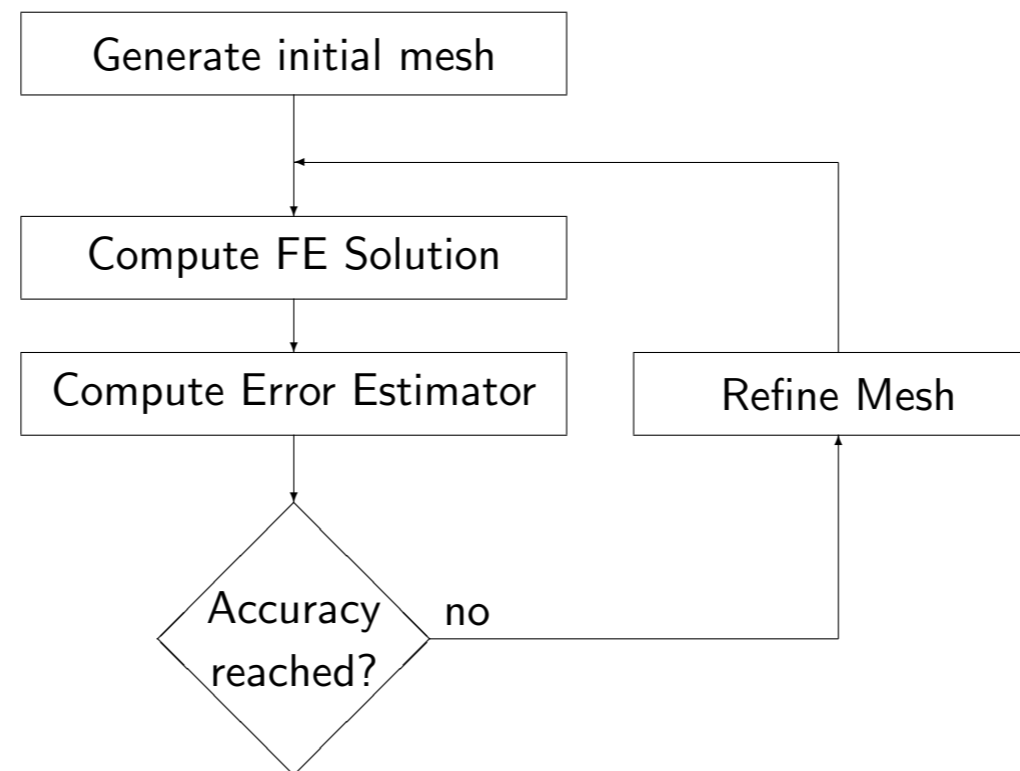 Generate initial mesh
Compute FE Solution
Compute Error Estimator
Refine Mesh
Accuracy
reached?
no